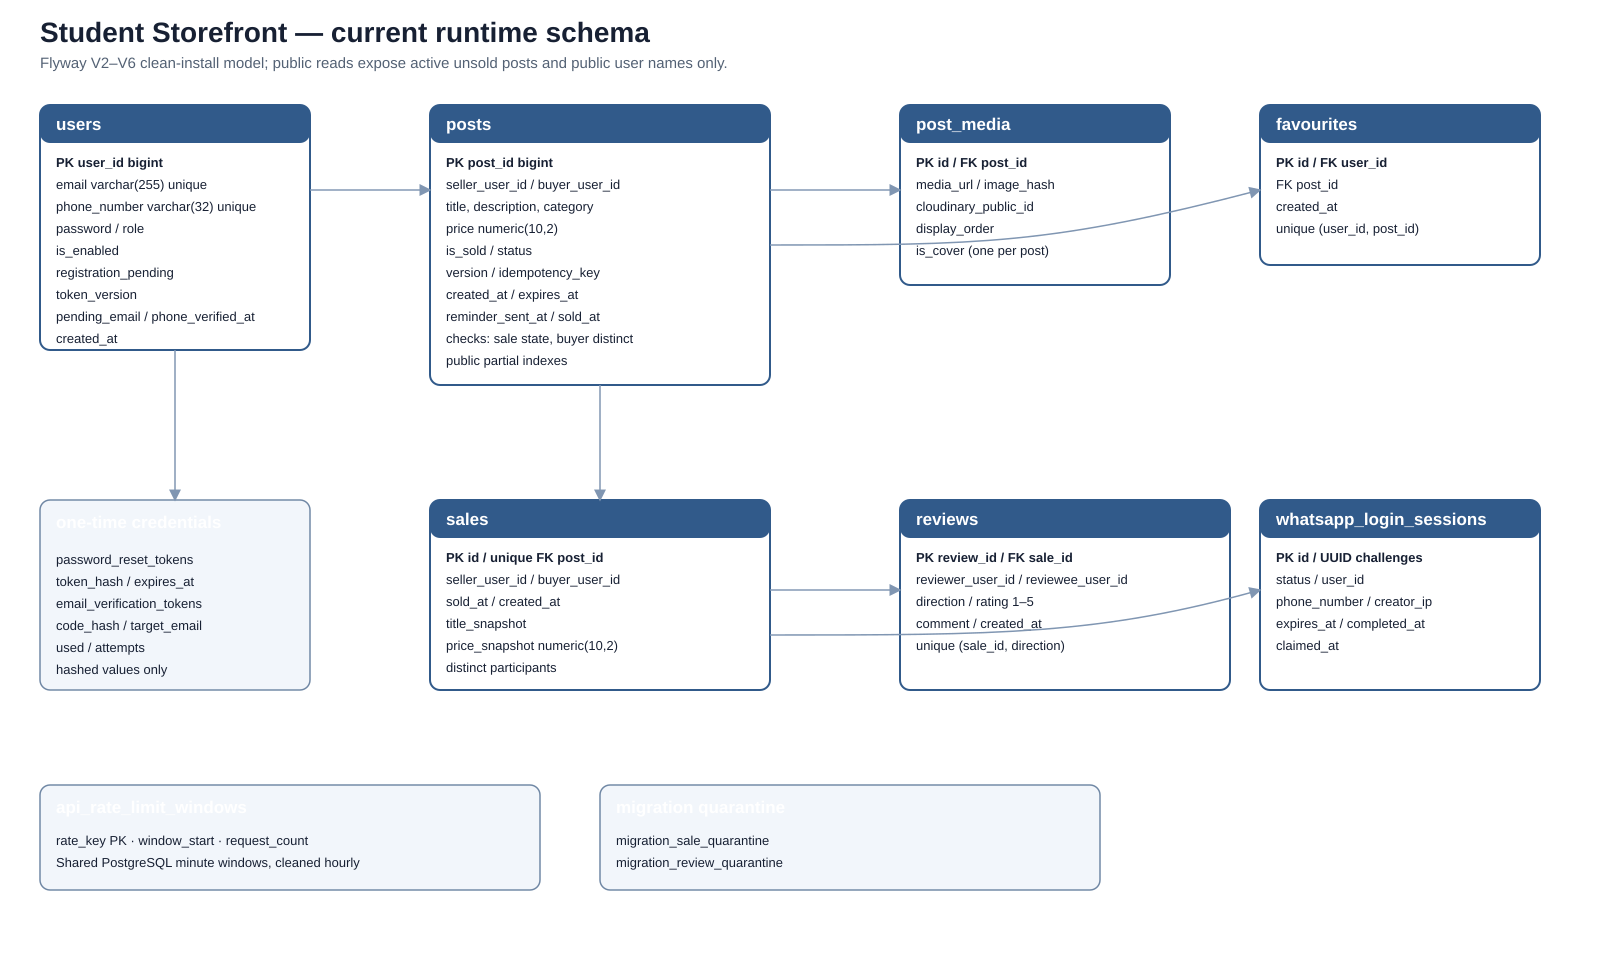 Student Storefront — current runtime schema
Flyway V2–V6 clean-install model; public reads expose active unsold posts and public user names only.
users
PK user_id bigint
email varchar(255) unique
phone_number varchar(32) unique
password / role
is_enabled
registration_pending
token_version
pending_email / phone_verified_at
created_at
posts
PK post_id bigint
seller_user_id / buyer_user_id
title, description, category
price numeric(10,2)
is_sold / status
version / idempotency_key
created_at / expires_at
reminder_sent_at / sold_at
checks: sale state, buyer distinct
public partial indexes
post_media
PK id / FK post_id
media_url / image_hash
cloudinary_public_id
display_order
is_cover (one per post)
favourites
PK id / FK user_id
FK post_id
created_at
unique (user_id, post_id)
one-time credentials
password_reset_tokens
token_hash / expires_at
email_verification_tokens
code_hash / target_email
used / attempts
hashed values only
sales
PK id / unique FK post_id
seller_user_id / buyer_user_id
sold_at / created_at
title_snapshot
price_snapshot numeric(10,2)
distinct participants
reviews
PK review_id / FK sale_id
reviewer_user_id / reviewee_user_id
direction / rating 1–5
comment / created_at
unique (sale_id, direction)
whatsapp_login_sessions
PK id / UUID challenges
status / user_id
phone_number / creator_ip
expires_at / completed_at
claimed_at
api_rate_limit_windows
rate_key PK · window_start · request_count
Shared PostgreSQL minute windows, cleaned hourly
migration quarantine
migration_sale_quarantine
migration_review_quarantine